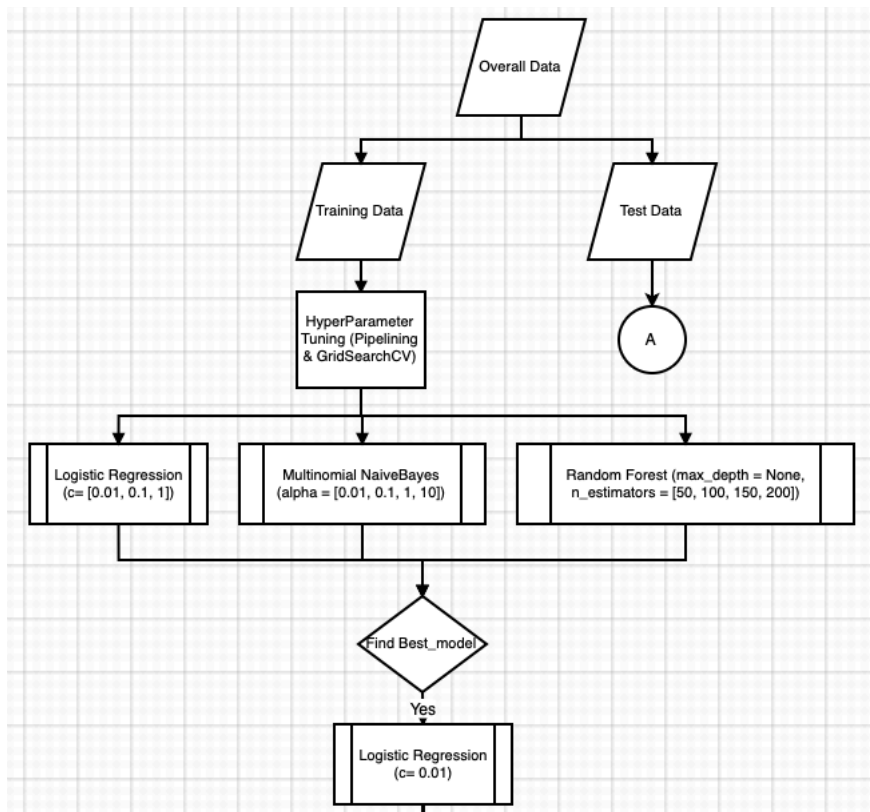 Overall Data
Training Data
Test Data
HyperParameter
Tuning (Pipelining
& GridSearchCV)
A
Logistic Regression
(c= [0.01, 0.1, 1])
Multinomial NaiveBayes
(alpha = [0.01, 0.1, 1, 10])
Random Forest (max_depth = None,
n_estimators = [50, 100, 150, 200])
Find Best_model
Yes
Logistic Regression
(c= 0.01)